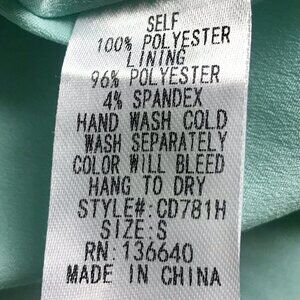 SELF
100% POLYESTER
LINING
96% POLYESTER
4% SPANDEX
HAND WASH COLD
WASH SEPARATELY
COLOR WILL BLEED
HANG TO DRY
STYLE#:CD781H
SIZE:S
RN:136640
MADE IN CHINA